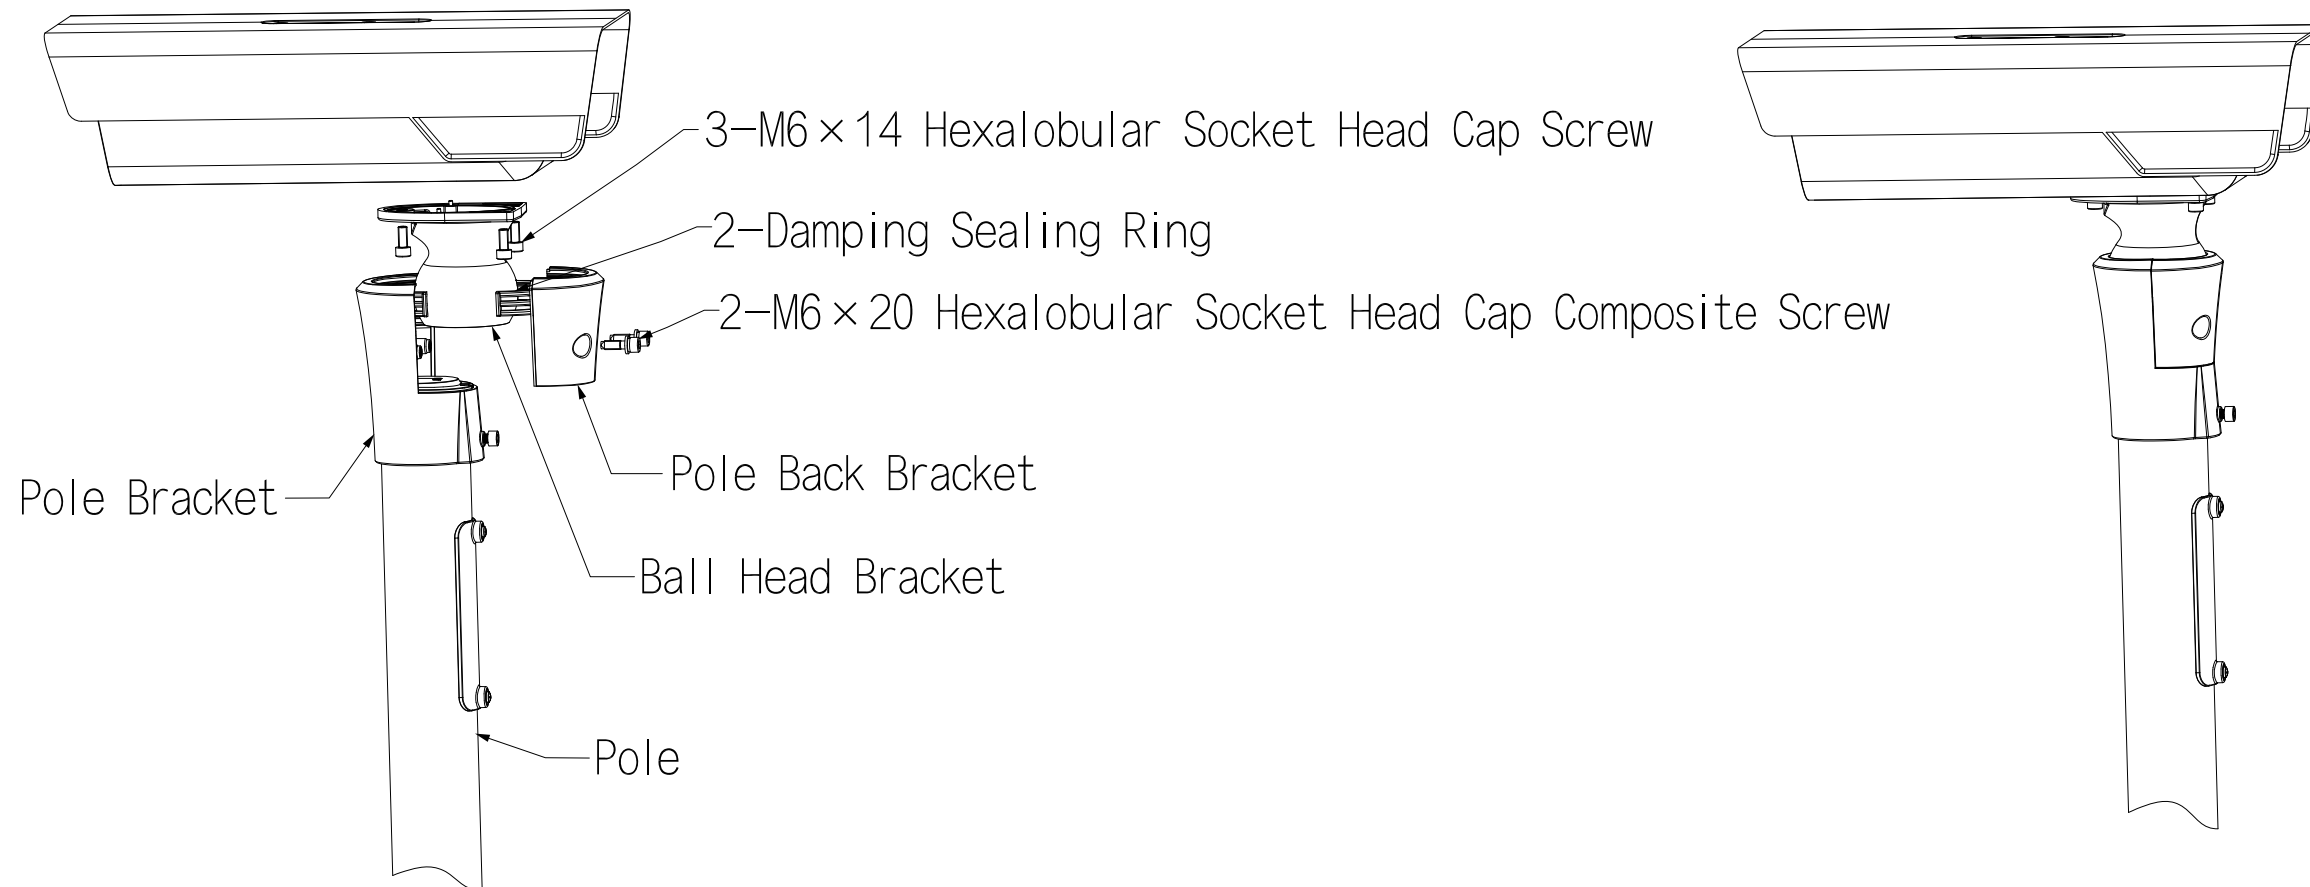 3-M6×14 Hexalobular Socket Head Cap Screw
2-Damping Sealing Ring
2-M6×20 Hexalobular Socket Head Cap Composite Screw
Pole Back Bracket
Pole Bracket
Ball Head Bracket
Pole